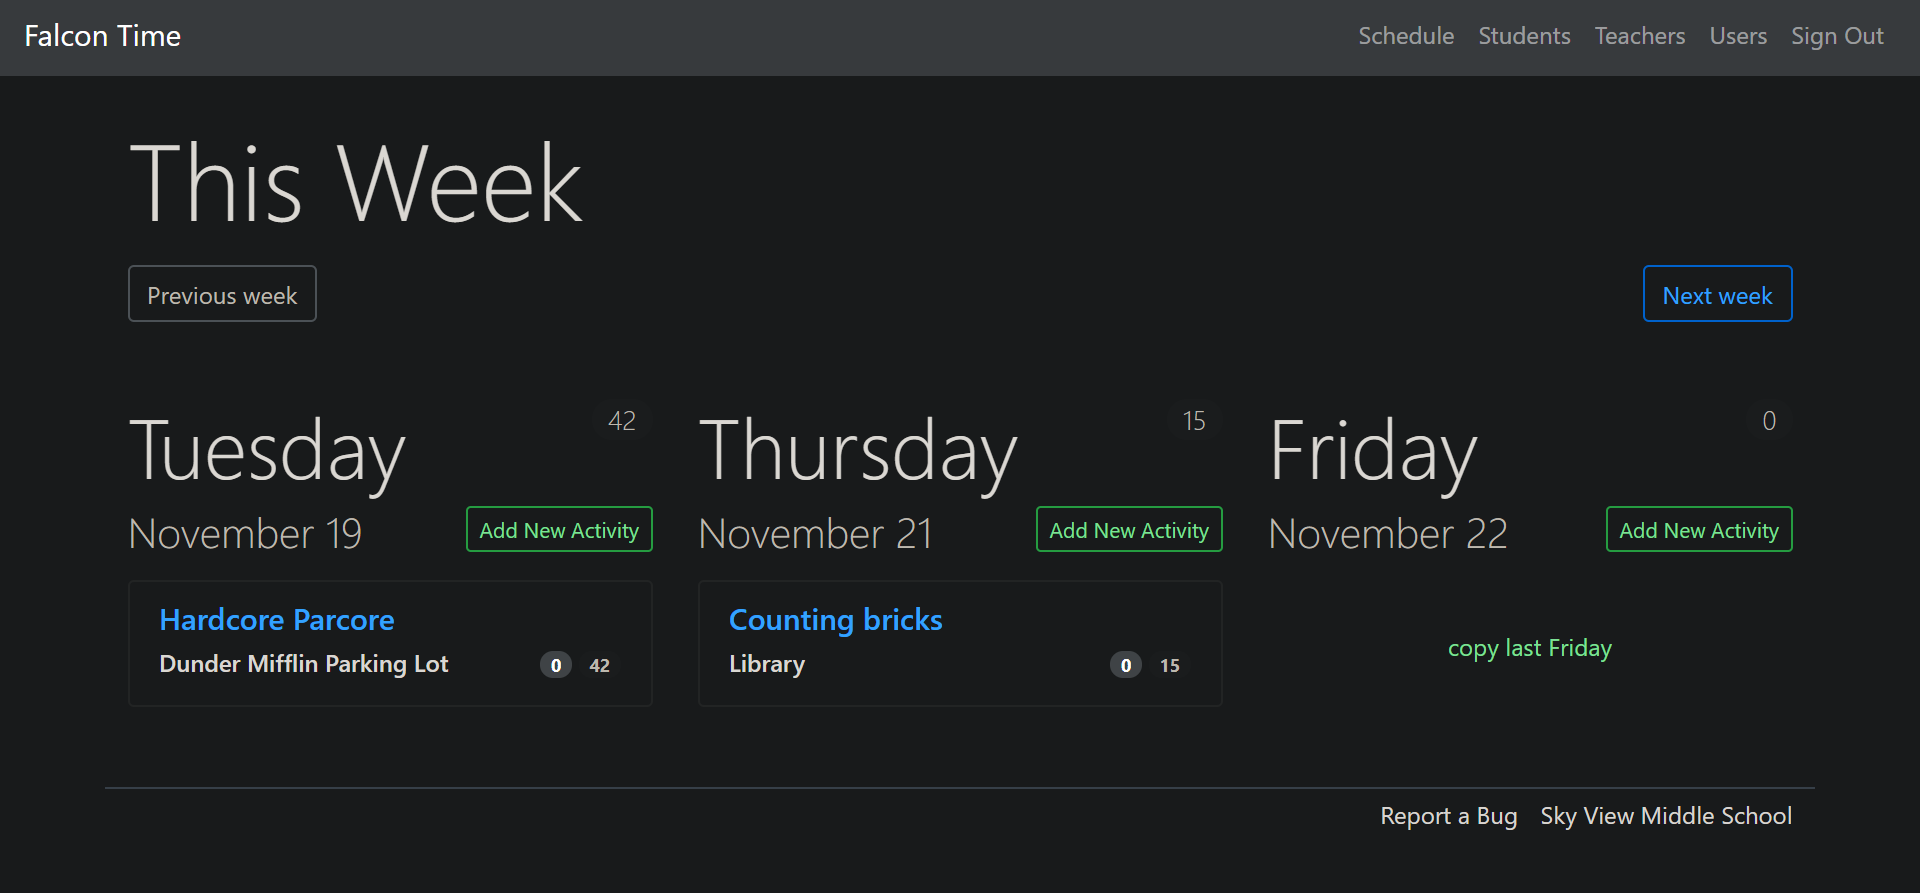 Falcon Time
Schedule Students Teachers Users Sign Out
This Week
Previous week
Next week
Tuesday 42
November 19
Add New Activity
Hardcore Parcore
Dunder Mifflin Parking Lot 0 42
Thursday 15
November 21
Add New Activity
Counting bricks
Library 0 15
Friday 0
November 22
Add New Activity
copy last Friday
Report a Bug Sky View Middle School